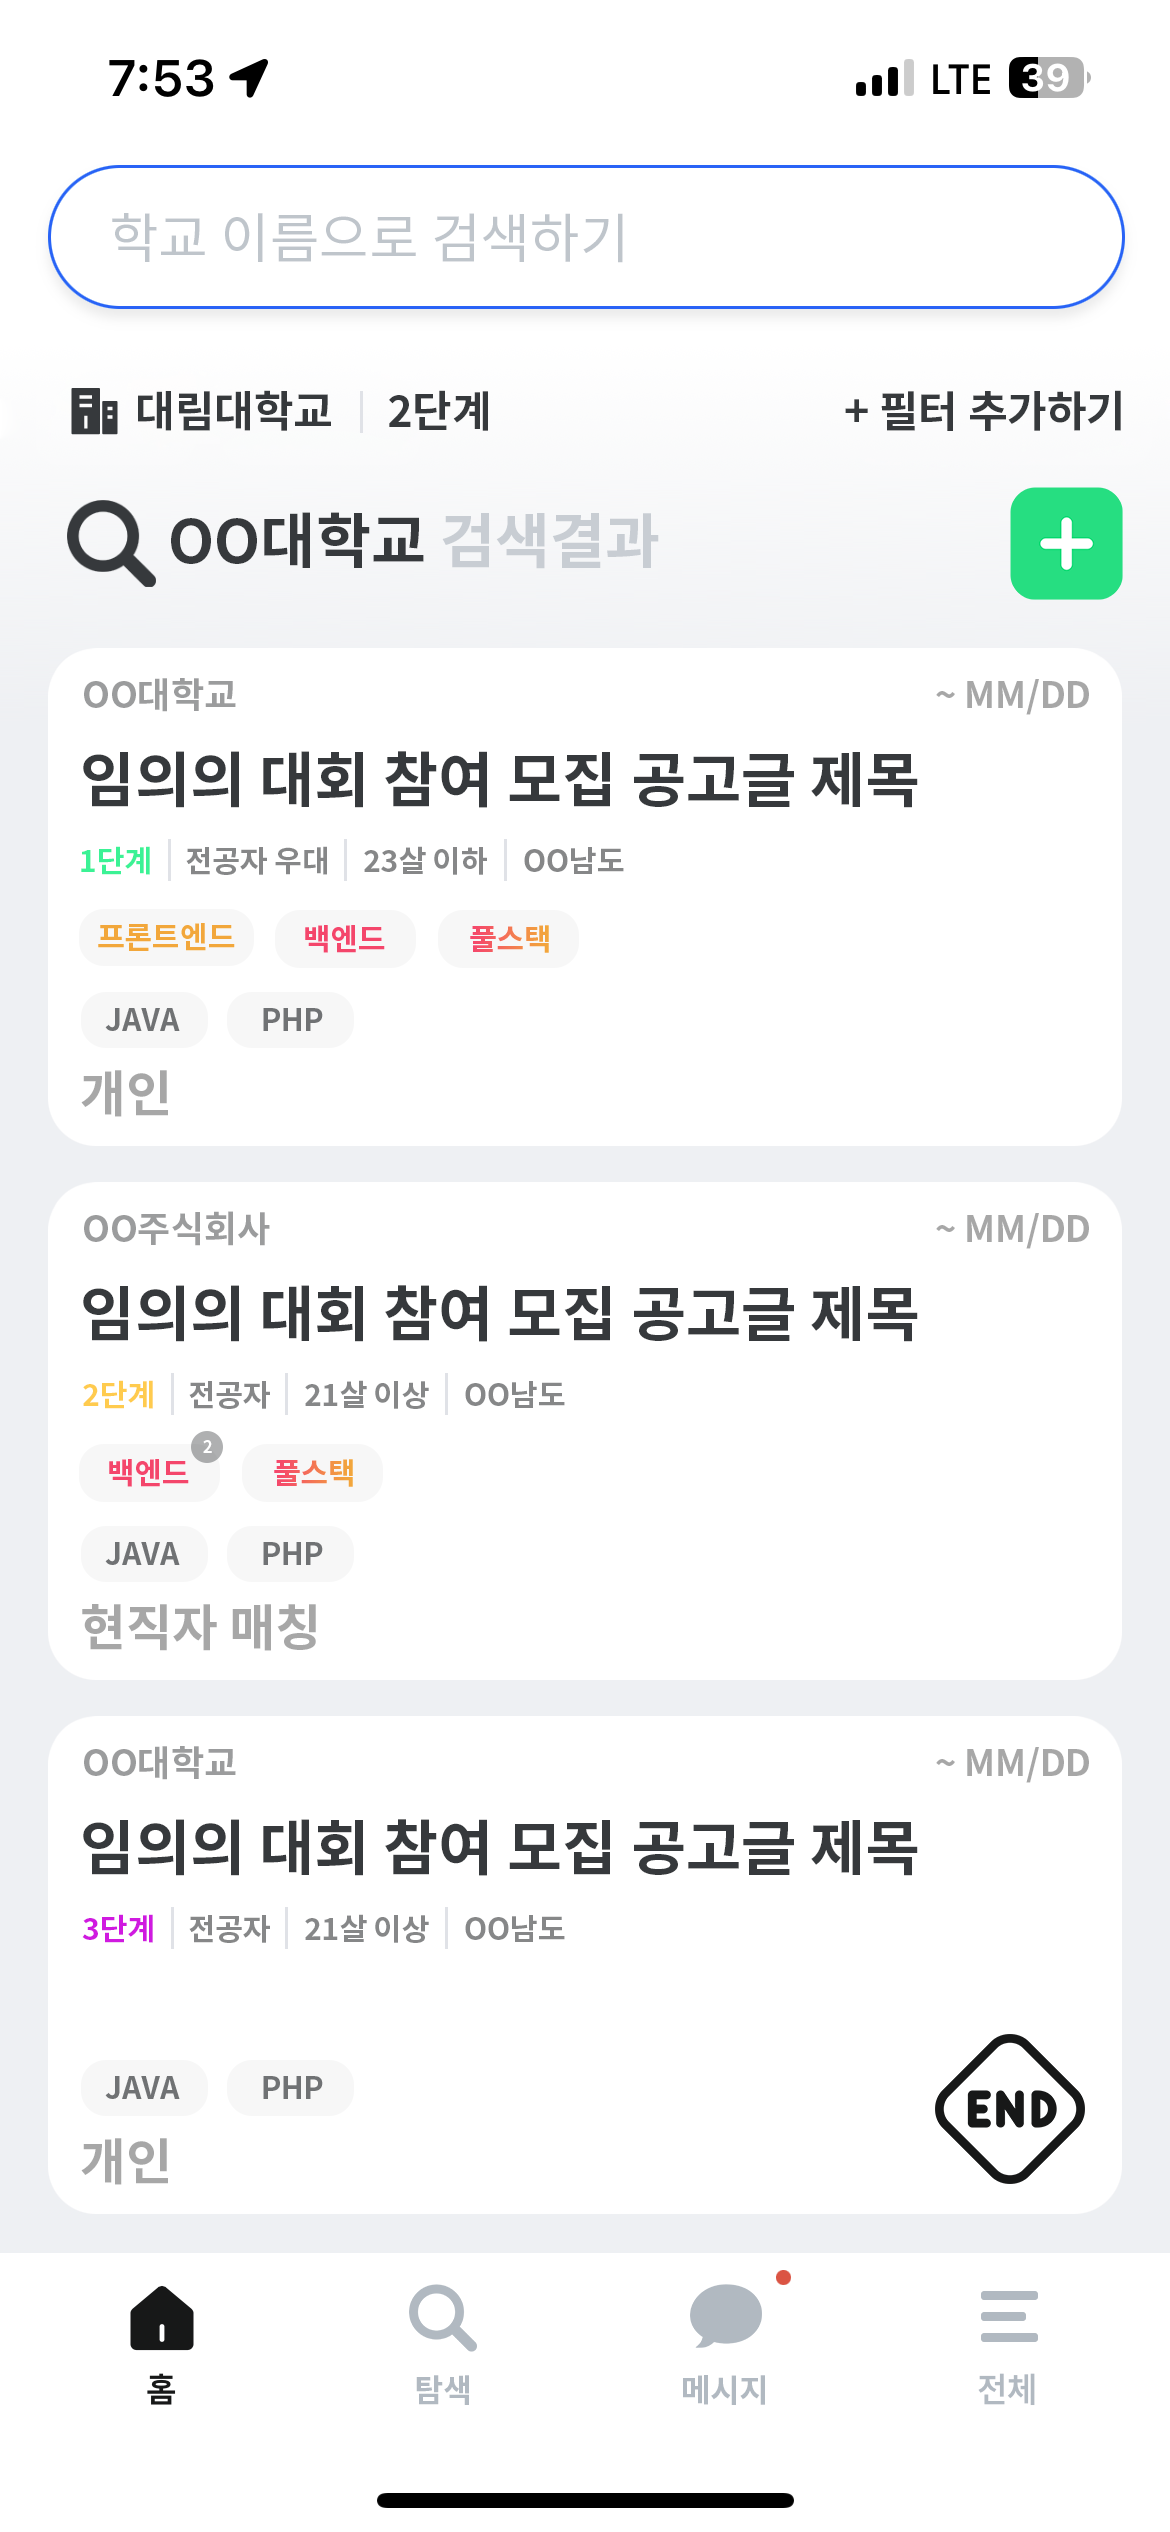 7:53 LTE 39
학교 이름으로 검색하기
대림대학교 | 2단계 + 필터 추가하기
OO대학교 검색결과
OO대학교 ~ MM/DD
임의의 대회 참여 모집 공고글 제목
1단계 | 전공자 우대 | 23살 이하 | OO남도
프론트엔드 백엔드 풀스택
JAVA PHP
개인
OO주식회사 ~ MM/DD
임의의 대회 참여 모집 공고글 제목
2단계 | 전공자 | 21살 이상 | OO남도
백엔드 2 풀스택
JAVA PHP
현직자 매칭
OO대학교 ~ MM/DD
임의의 대회 참여 모집 공고글 제목
3단계 | 전공자 | 21살 이상 | OO남도
JAVA PHP
END
개인
홈 탐색 메시지 전체